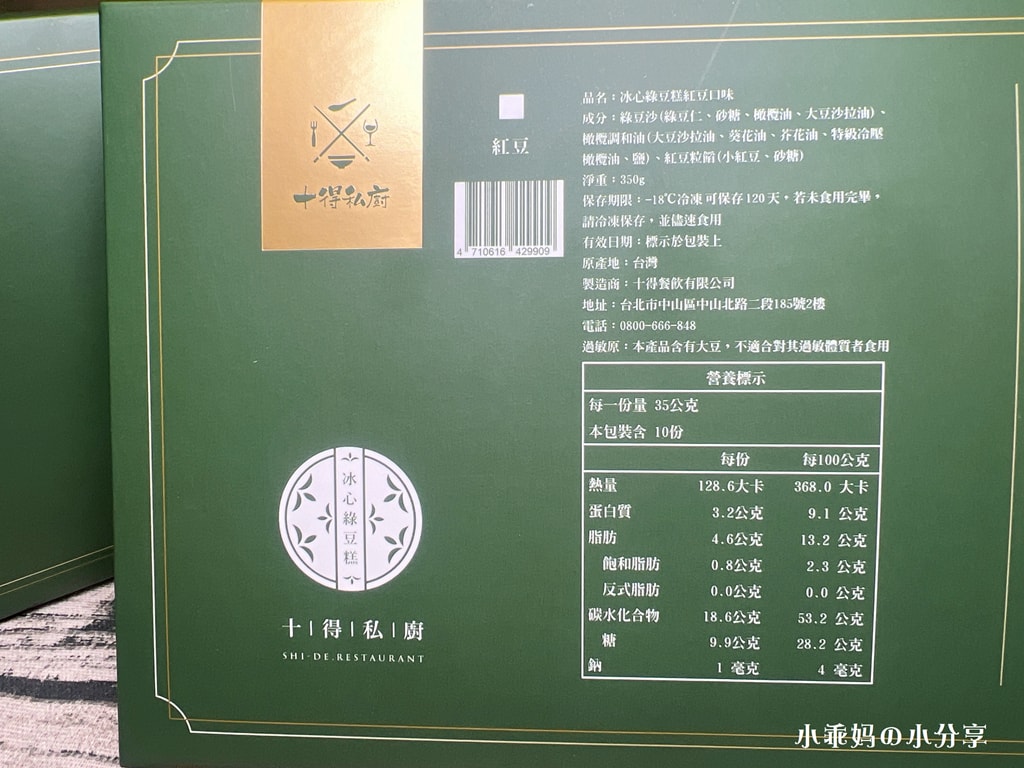 十得私廚
紅豆
4 710616 429909
品名：冰心綠豆糕紅豆口味
成分：綠豆沙(綠豆仁、砂糖、橄欖油、大豆沙拉油)、
橄欖調和油(大豆沙拉油、葵花油、芥花油、特級冷壓
橄欖油、鹽)、紅豆粒餡(小紅豆、砂糖)
淨重：350g
保存期限：-18℃冷凍可保存120天，若未食用完畢，
請冷凍保存，並儘速食用
有效日期：標示於包裝上
原產地：台灣
製造商：十得餐飲有限公司
地址：台北市中山區中山北路二段185號2樓
電話：0800-666-848
過敏原：本產品含有大豆，不適合對其過敏體質者食用
營養標示
每一份量 35公克
本包裝含 10份
每份 每100公克
熱量 128.6大卡 368.0 大卡
蛋白質 3.2公克 9.1 公克
脂肪 4.6公克 13.2 公克
飽和脂肪 0.8公克 2.3 公克
反式脂肪 0.0公克 0.0 公克
碳水化合物 18.6公克 53.2 公克
糖 9.9公克 28.2 公克
鈉 1 毫克 4 毫克
冰心綠豆糕
十|得|私|廚
SHI-DE.RESTAURANT
小乖妈の小分享